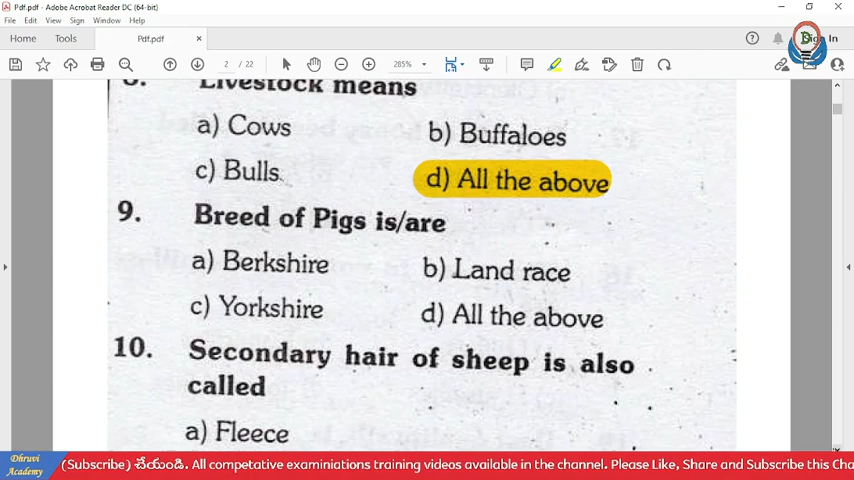 Pdf.pdf - Adobe Acrobat Reader DC (64-bit)
File Edit View Sign Window Help
Home Tools Pdf.pdf × Sign In
2 / 22 285%
8. Livestock means
a) Cows b) Buffaloes
c) Bulls d) All the above
9. Breed of Pigs is/are
a) Berkshire b) Land race
c) Yorkshire d) All the above
10. Secondary hair of sheep is also
called
a) Fleece
Dhruvi
Academy
(Subscribe) చేయండి. All competative examiniations training videos available in the channel. Please Like, Share and Subscribe this Cha